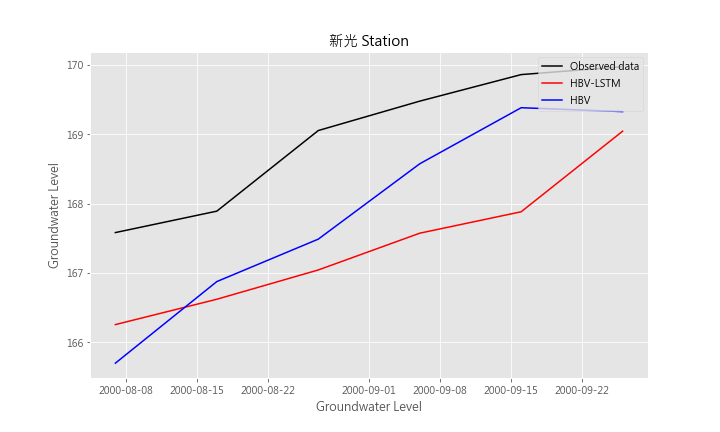 新光 Station
Observed data
HBV-LSTM
HBV
Groundwater Level
170
169
168
167
166
2000-08-08
2000-08-15
2000-08-22
2000-09-01
2000-09-08
2000-09-15
2000-09-22
Groundwater Level